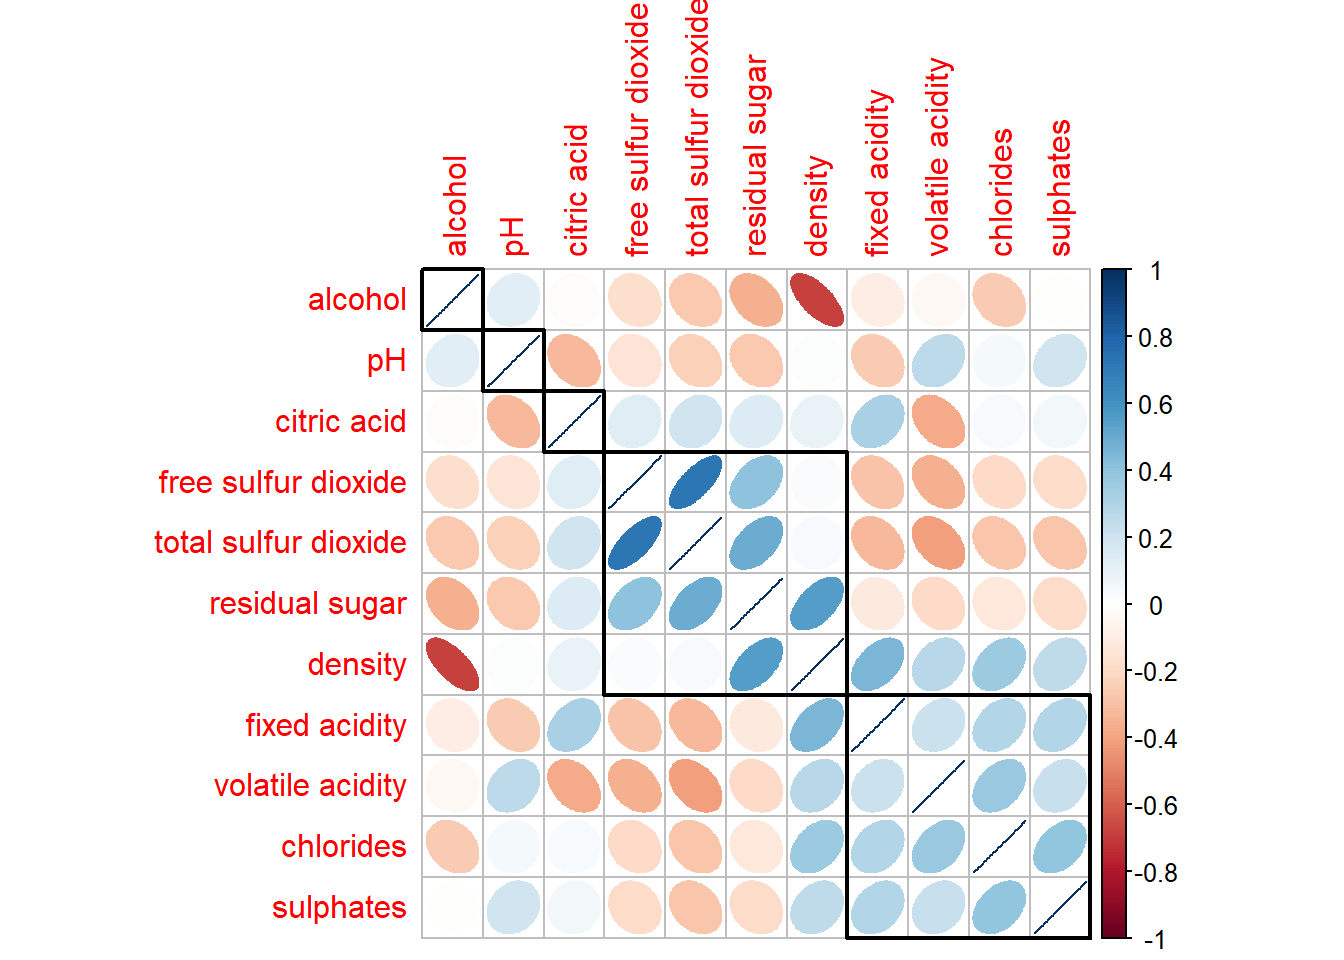 alcohol
pH
citric acid
free sulfur dioxide
total sulfur dioxide
residual sugar
density
fixed acidity
volatile acidity
chlorides
sulphates
alcohol
pH
citric acid
free sulfur dioxide
total sulfur dioxide
residual sugar
density
fixed acidity
volatile acidity
chlorides
sulphates
1
0.8
0.6
0.4
0.2
0
-0.2
-0.4
-0.6
-0.8
-1